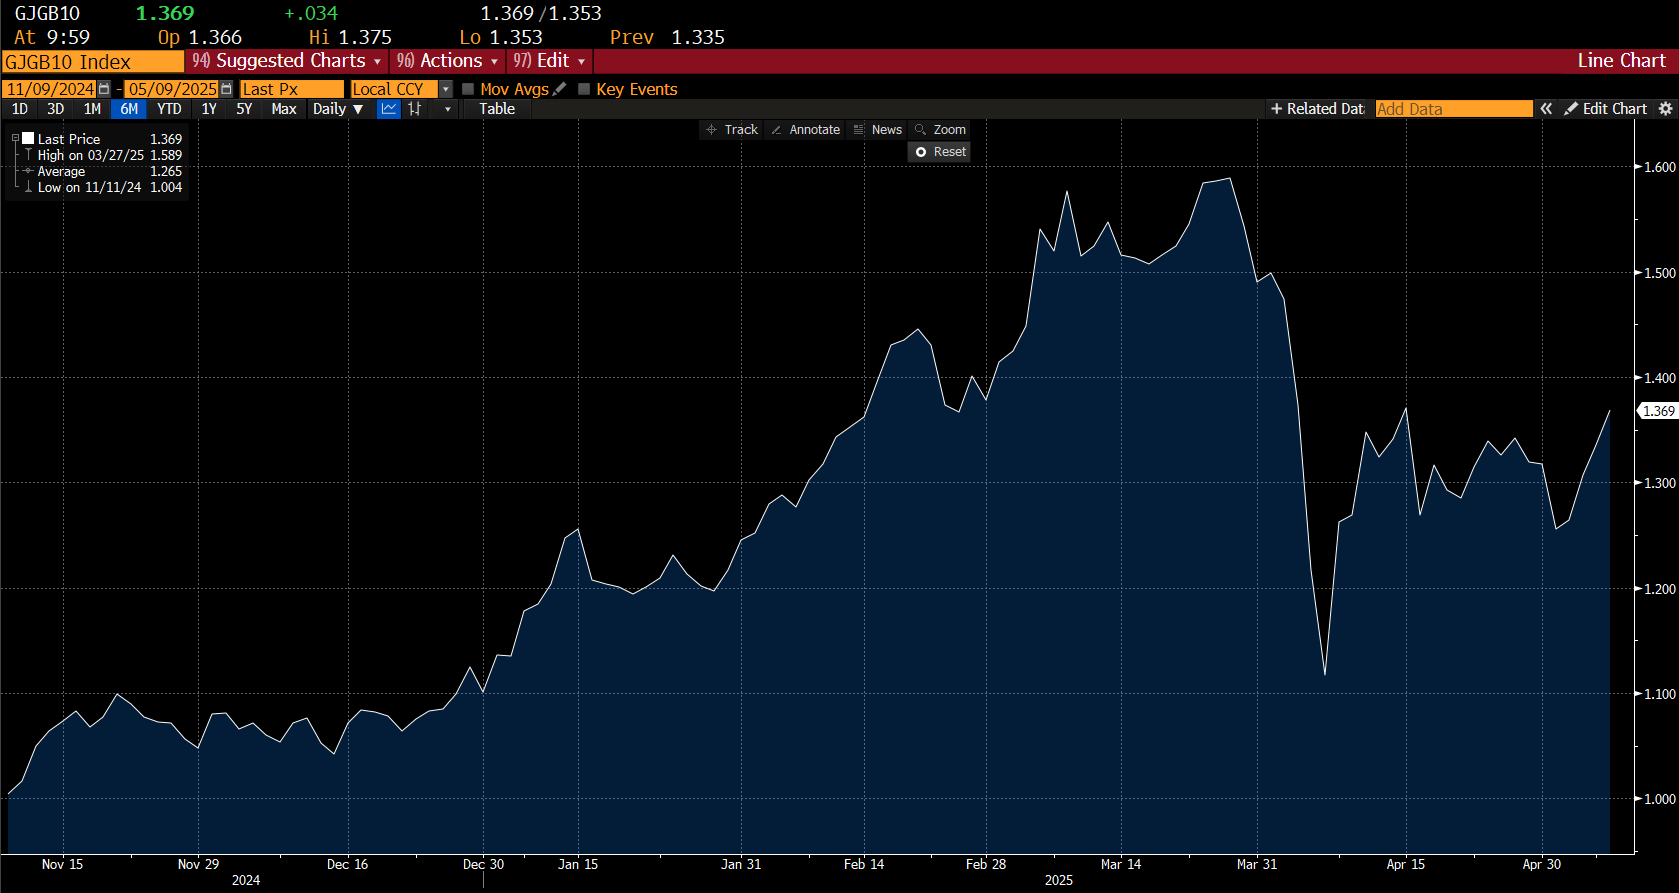 GJGB10 1.369 +.034 1.369 /1.353
At 9:59 Op 1.366 Hi 1.375 Lo 1.353 Prev 1.335
GJGB10 Index 94) Suggested Charts 96) Actions 97) Edit Line Chart
11/09/2024 - 05/09/2025 Last Px Local CCY Mov Avgs Key Events
1D 3D 1M 6M YTD 1Y 5Y Max Daily ▼ Table + Related Dat Add Data « Edit Chart
Track Annotate News Zoom
Reset
Last Price 1.369
High on 03/27/25 1.589
Average 1.265
Low on 11/11/24 1.004
1.600
1.500
1.400
1.369
1.300
1.200
1.100
1.000
Nov 15 Nov 29 Dec 16 Dec 30 Jan 15 Jan 31 Feb 14 Feb 28 Mar 14 Mar 31 Apr 15 Apr 30
2024 2025